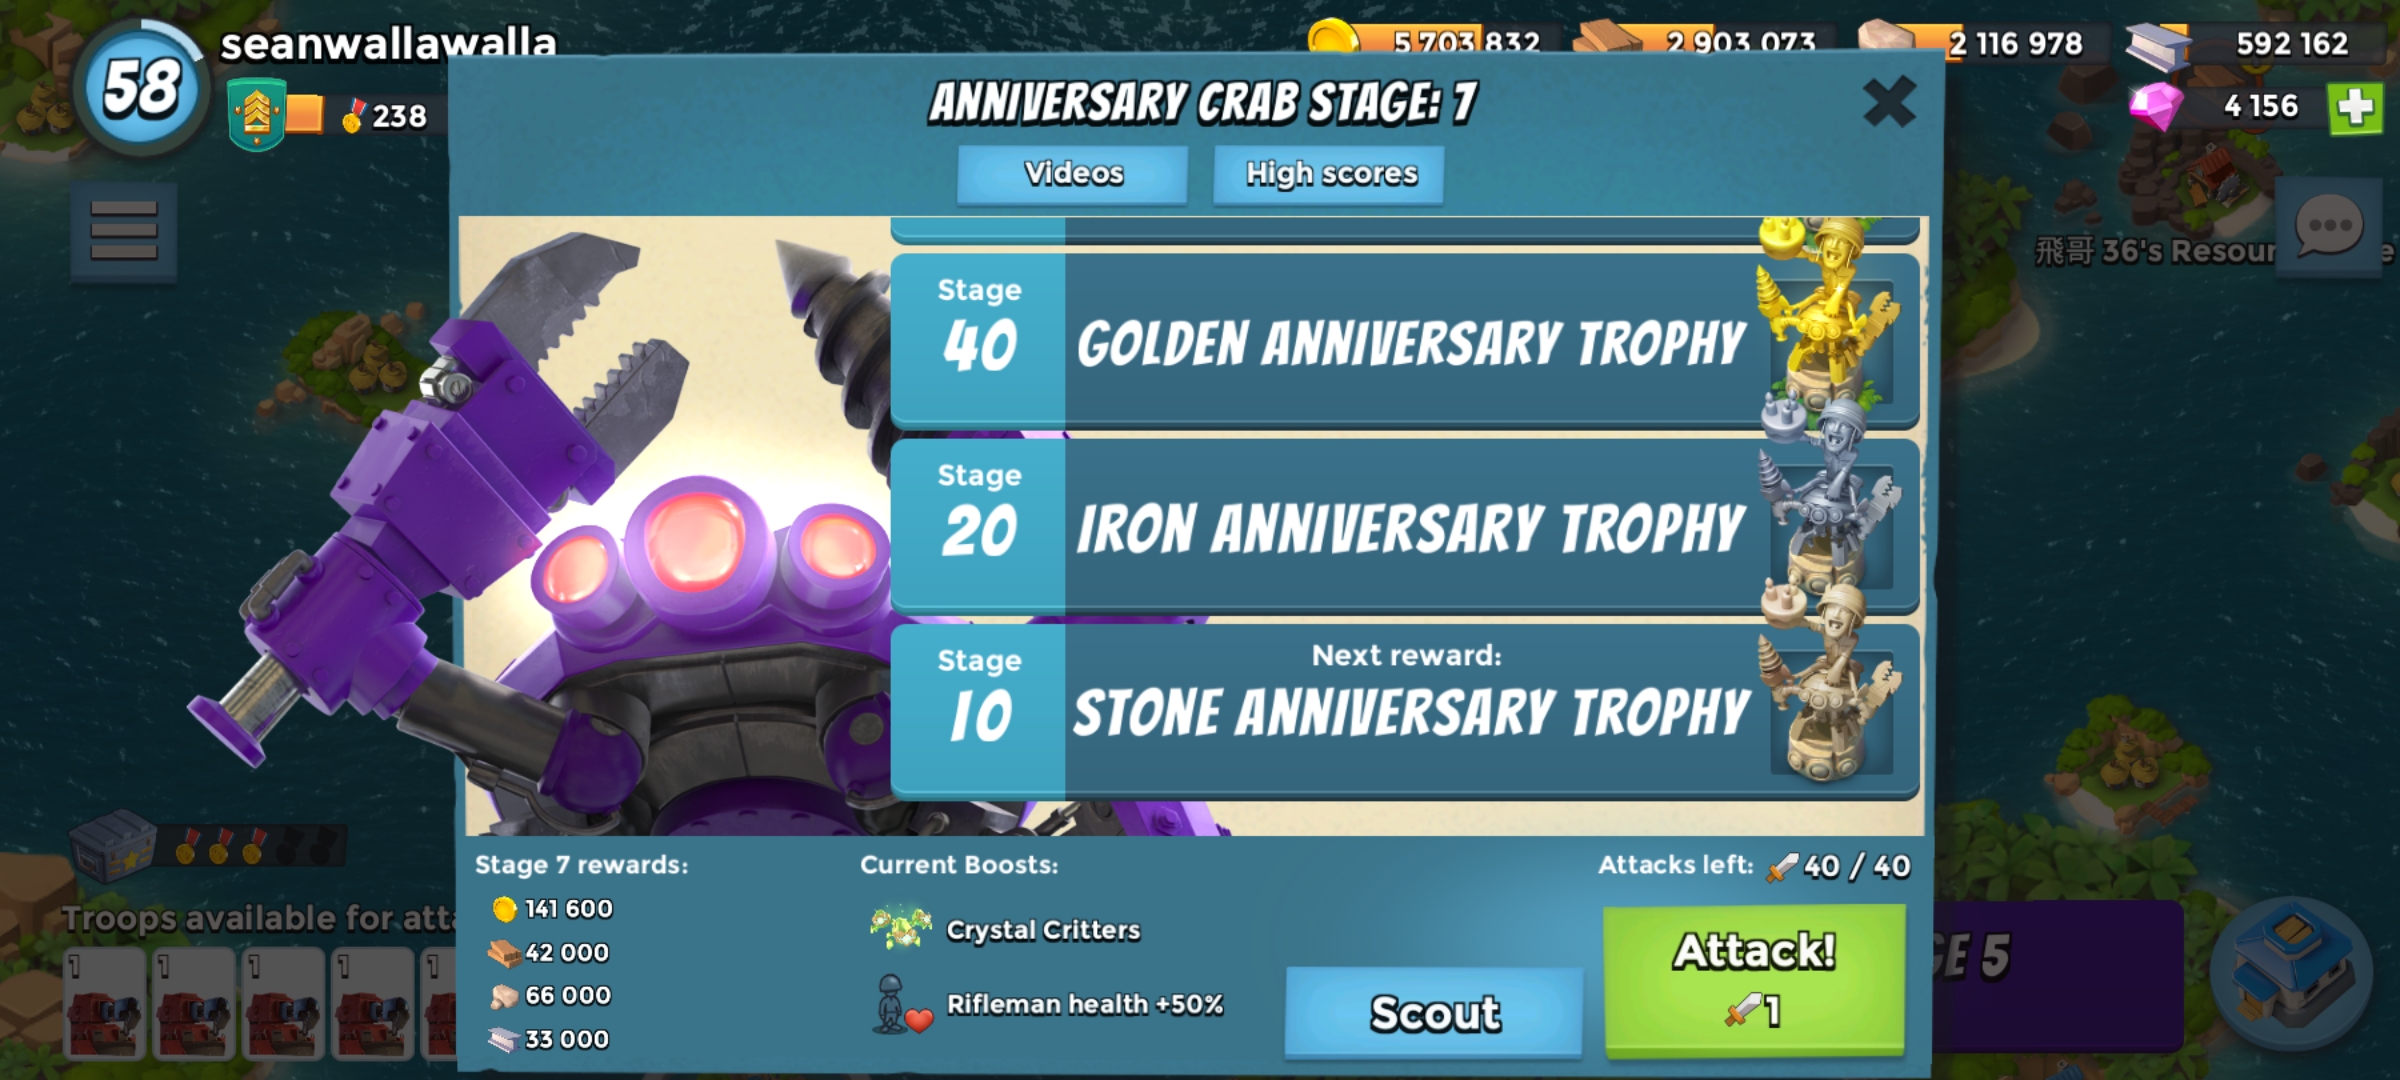 58
seanwallawalla
238
5 703 832
2 903 073
2 116 978
592 162
4 156
ANNIVERSARY CRAB STAGE: 7
Videos
High scores
飛哥 36's Resour
Stage
40
GOLDEN ANNIVERSARY TROPHY
Stage
20
IRON ANNIVERSARY TROPHY
Stage
10
Next reward:
STONE ANNIVERSARY TROPHY
Stage 7 rewards:
141 600
42 000
66 000
33 000
Current Boosts:
Crystal Critters
Rifleman health +50%
Attacks left:
40 / 40
Scout
Attack!
1
Troops available for atta
1
1
1
1
1
GE 5